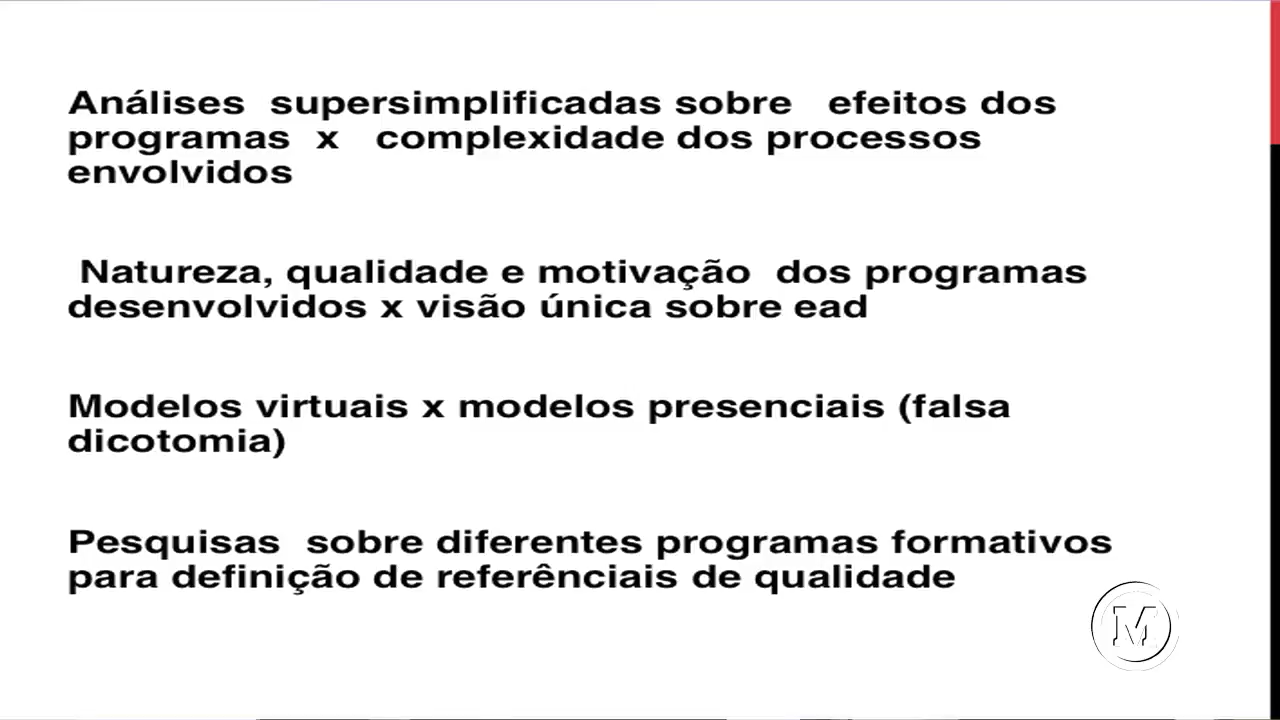 Análises supersimplificadas sobre efeitos dos
programas x complexidade dos processos
envolvidos
Natureza, qualidade e motivação dos programas
desenvolvidos x visão única sobre ead
Modelos virtuais x modelos presenciais (falsa
dicotomia)
Pesquisas sobre diferentes programas formativos
para definição de referênciais de qualidade
M